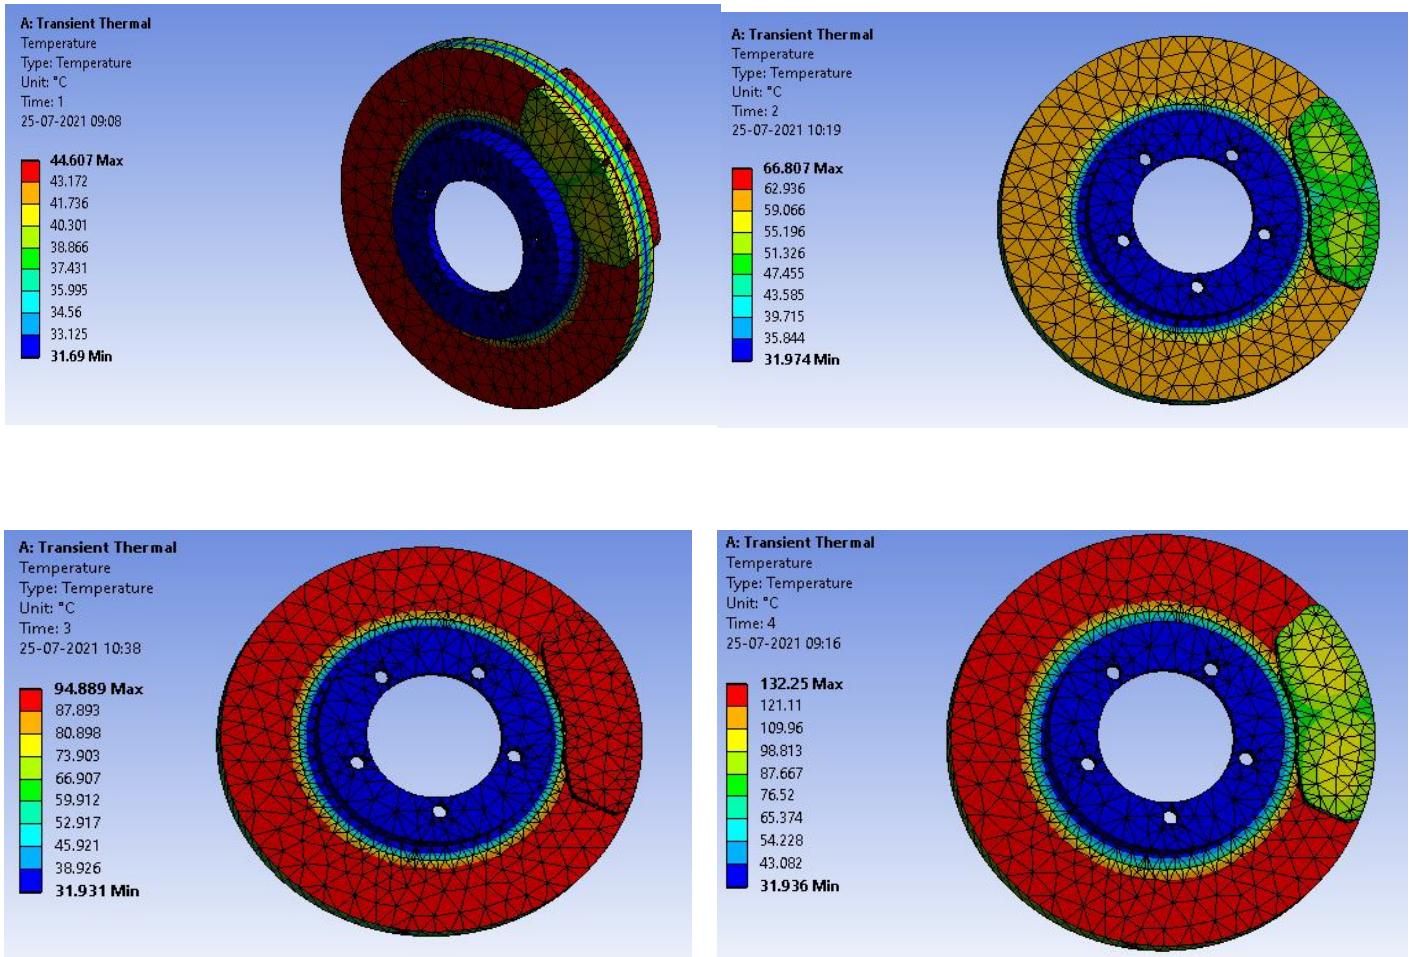 A: Transient Thermal
Temperature
Type: Temperature
Unit: °C
Time: 1
25-07-2021 09:08
44.607 Max
43.172
41.736
40.301
38.866
37.431
35.995
34.56
33.125
31.69 Min
A: Transient Thermal
Temperature
Type: Temperature
Unit: °C
Time: 2
25-07-2021 10:19
66.807 Max
62.936
59.066
55.196
51.326
47.455
43.585
39.715
35.844
31.974 Min
A: Transient Thermal
Temperature
Type: Temperature
Unit: °C
Time: 3
25-07-2021 10:38
94.889 Max
87.893
80.898
73.903
66.907
59.912
52.917
45.921
38.926
31.931 Min
A: Transient Thermal
Temperature
Type: Temperature
Unit: °C
Time: 4
25-07-2021 09:16
132.25 Max
121.11
109.96
98.813
87.667
76.52
65.374
54.228
43.082
31.936 Min